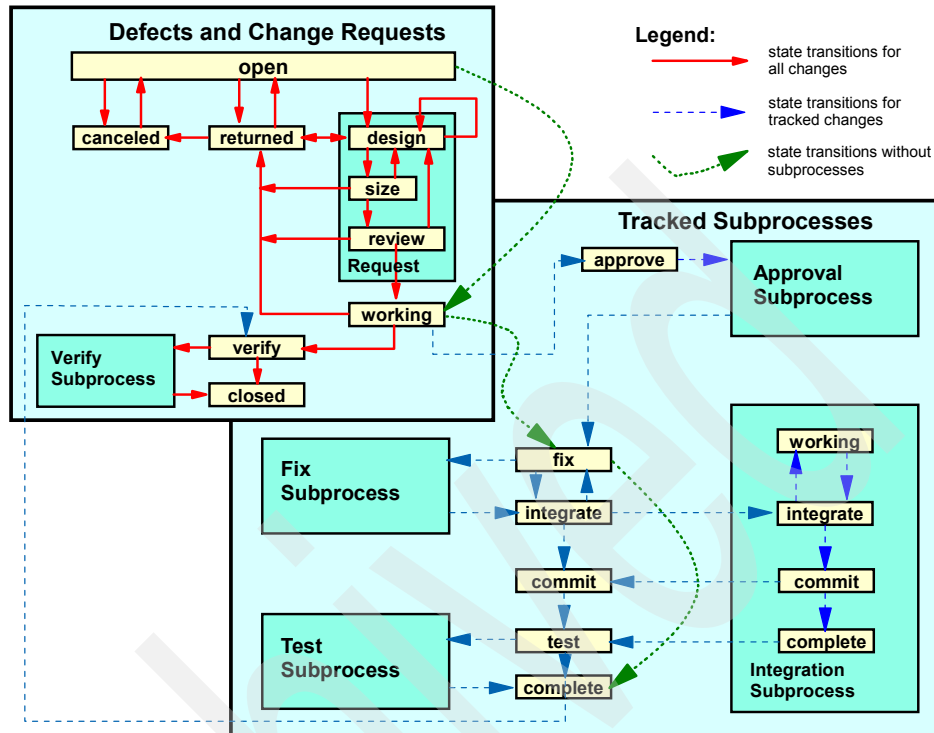 Defects and Change Requests
open
canceled
returned
design
size
review
Request
working
verify
Verify
Subprocess
closed
Legend:
state transitions for
all changes
state transitions for
tracked changes
state transitions without
subprocesses
Tracked Subprocesses
approve
Approval
Subprocess
Fix
Subprocess
fix
integrate
commit
Test
Subprocess
test
complete
working
integrate
commit
complete
Integration
Subprocess